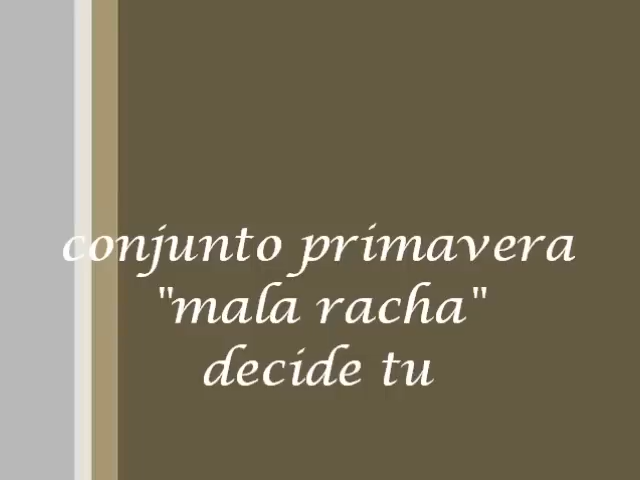 conjunto primavera
"mala racha"
decide tu